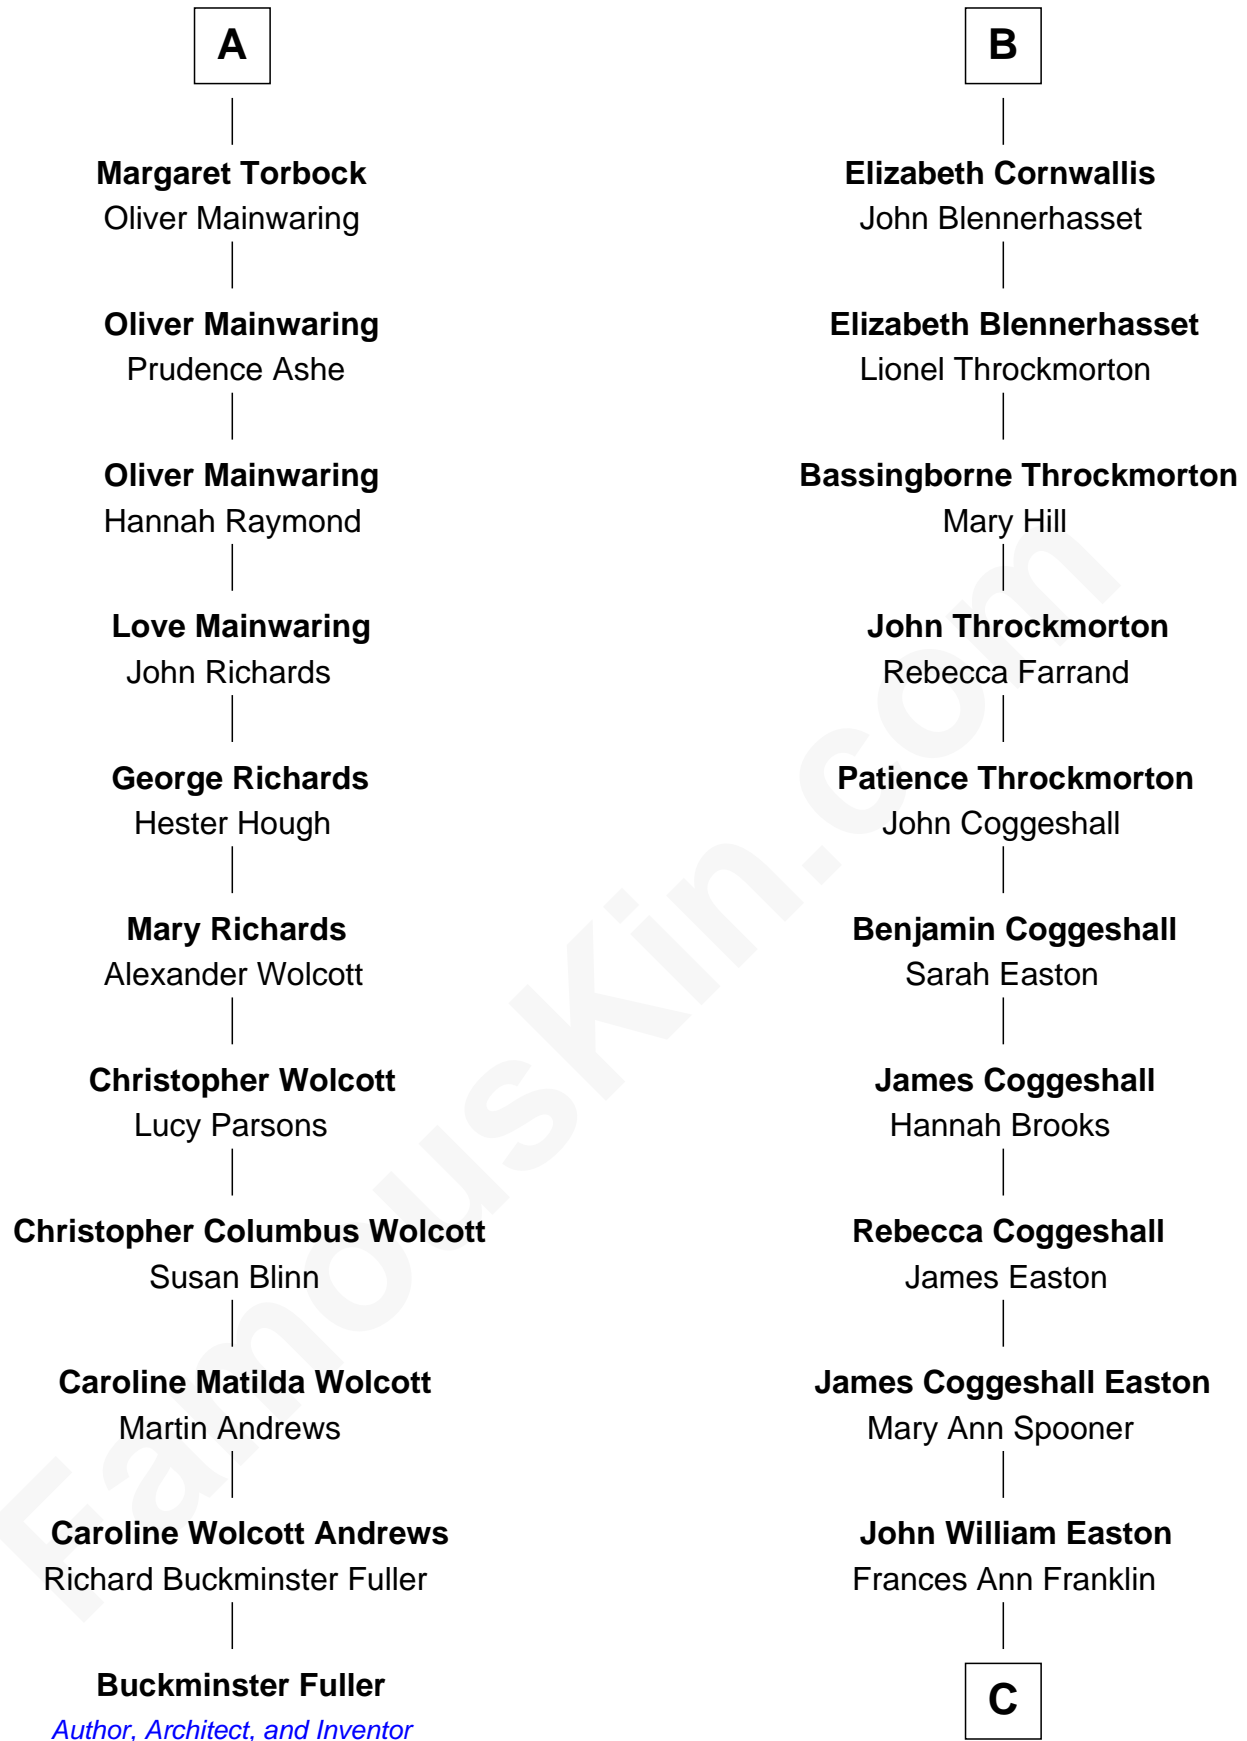 A
Margaret Torbock
Oliver Mainwaring
Oliver Mainwaring
Prudence Ashe
Oliver Mainwaring
Hannah Raymond
Love Mainwaring
John Richards
George Richards
Hester Hough
Mary Richards
Alexander Wolcott
Christopher Wolcott
Lucy Parsons
Christopher Columbus Wolcott
Susan Blinn
Caroline Matilda Wolcott
Martin Andrews
Caroline Wolcott Andrews
Richard Buckminster Fuller
Buckminster Fuller
Author, Architect, and Inventor
B
Elizabeth Cornwallis
John Blennerhasset
Elizabeth Blennerhasset
Lionel Throckmorton
Bassingborne Throckmorton
Mary Hill
John Throckmorton
Rebecca Farrand
Patience Throckmorton
John Coggeshall
Benjamin Coggeshall
Sarah Easton
James Coggeshall
Hannah Brooks
Rebecca Coggeshall
James Easton
James Coggeshall Easton
Mary Ann Spooner
John William Easton
Frances Ann Franklin
C
FamousKin.com